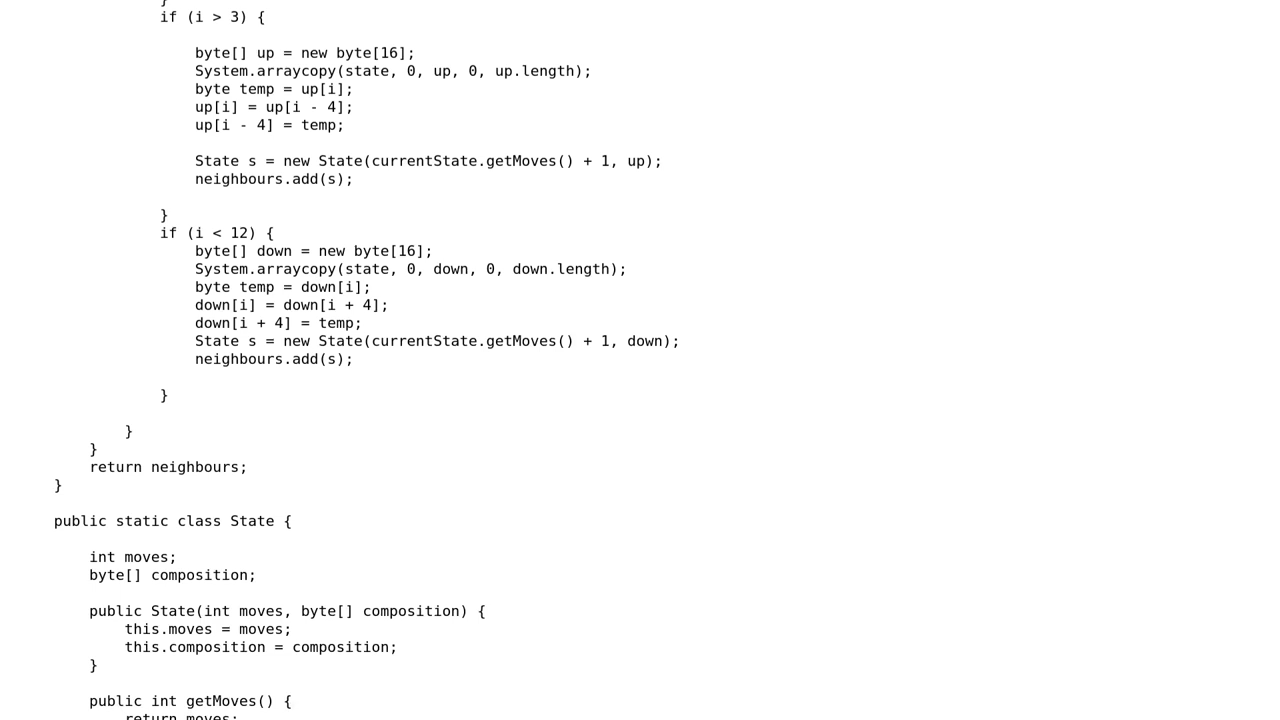 }
if (i > 3) {
byte[] up = new byte[16];
System.arraycopy(state, 0, up, 0, up.length);
byte temp = up[i];
up[i] = up[i - 4];
up[i - 4] = temp;
State s = new State(currentState.getMoves() + 1, up);
neighbours.add(s);
}
if (i < 12) {
byte[] down = new byte[16];
System.arraycopy(state, 0, down, 0, down.length);
byte temp = down[i];
down[i] = down[i + 4];
down[i + 4] = temp;
State s = new State(currentState.getMoves() + 1, down);
neighbours.add(s);
}
}
}
return neighbours;
}
public static class State {
int moves;
byte[] composition;
public State(int moves, byte[] composition) {
this.moves = moves;
this.composition = composition;
}
public int getMoves() {
return moves;